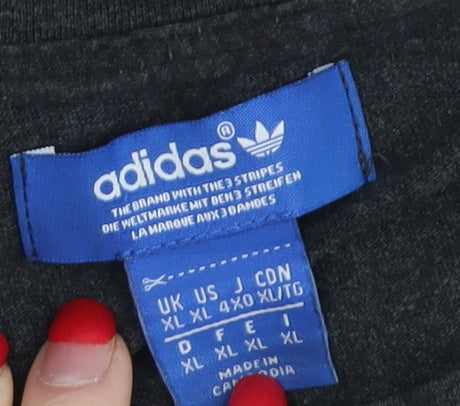 adidas®
THE BRAND WITH THE 3 STRIPES
DIE WELTMARKE MIT DEN 3 STREIFEN
LA MARQUE AUX 3 BANDES
UK US J CDN
XL XL 4XO XL/TG
D F E I
XL XL XL XL
MADE IN
CAMBODIA